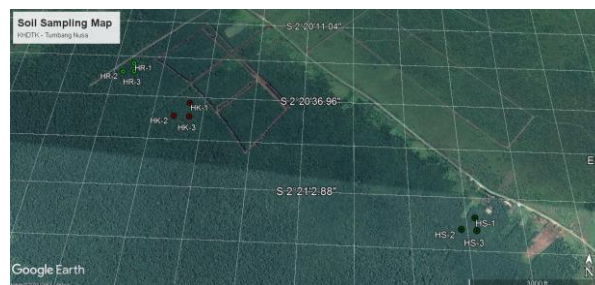 Soil Sampling Map
KHDTK - Tumbang Nusa
S 2°20'11.04"
HR-1
HR-2
HR-3
HK-1
S 2°20'36.96"
HK-2
HK-3
S 2°21'2.88"
HS-1
HS-2
HS-3
E
Google Earth
3000 ft
N